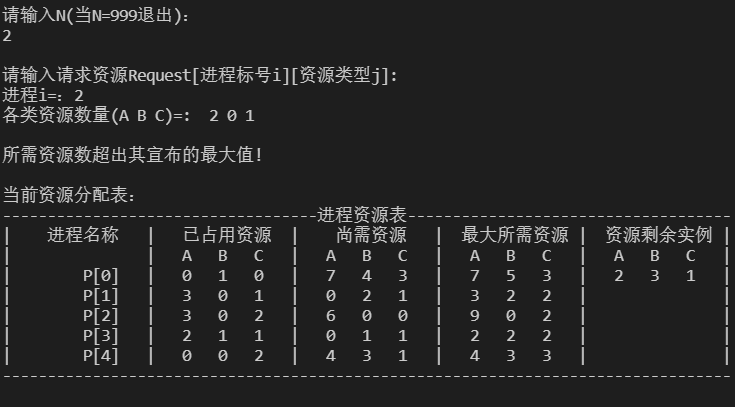 请输入N(当N=999退出)：
2
请输入请求资源Request[进程标号i][资源类型j]:
进程i=：2
各类资源数量(A B C)=： 2 0 1
所需资源数超出其宣布的最大值!
当前资源分配表：
-----------------------------------进程资源表------------------------------------
| 进程名称 | 已占用资源 | 尚需资源 | 最大所需资源 | 资源剩余实例 |
| | A B C | A B C | A B C | A B C |
| P[0] | 0 1 0 | 7 4 3 | 7 5 3 | 2 3 1 |
| P[1] | 3 0 1 | 0 2 1 | 3 2 2 | |
| P[2] | 3 0 2 | 6 0 0 | 9 0 2 | |
| P[3] | 2 1 1 | 0 1 1 | 2 2 2 | |
| P[4] | 0 0 2 | 4 3 1 | 4 3 3 | |
---------------------------------------------------------------------------------